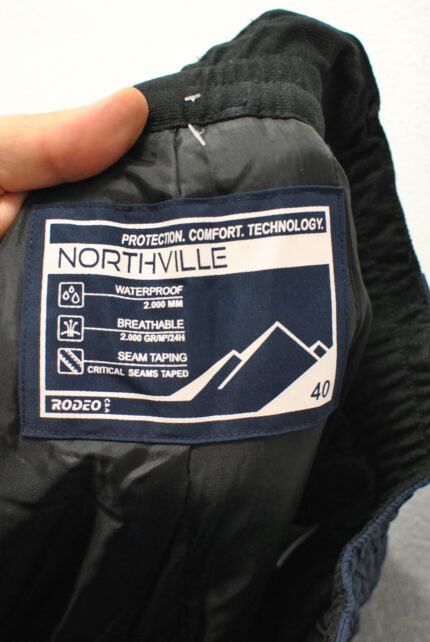 PROTECTION. COMFORT. TECHNOLOGY.
NORTHVILLE
WATERPROOF
2.000 MM
BREATHABLE
2.000 GR/M²/24H
SEAM TAPING
CRITICAL SEAMS TAPED
RODEO C&A
40